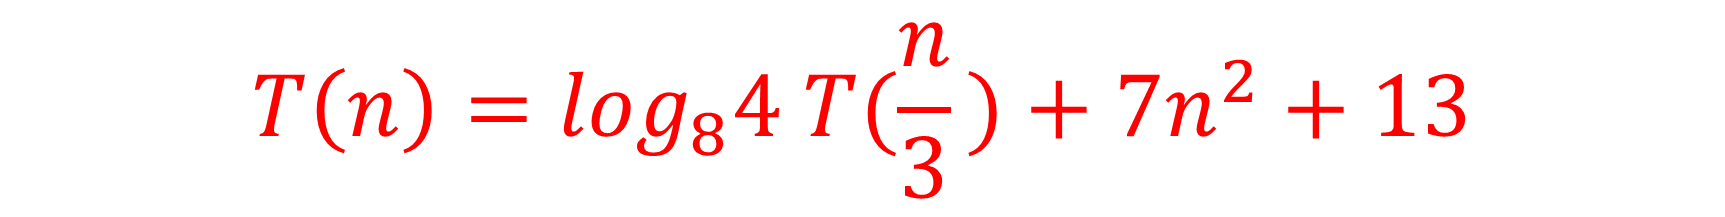 T(n) = log₈4 T(n/3) + 7n² + 13